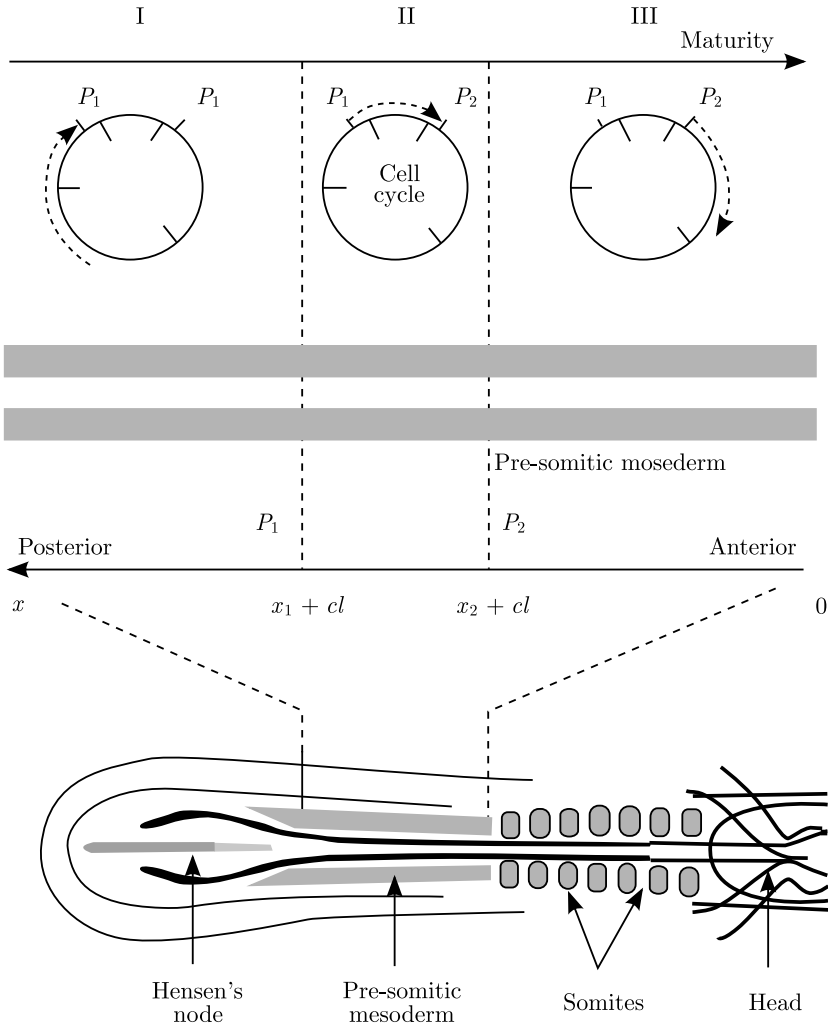 I II III
Maturity
P1 P1 P1 P2 P1 P2
Cell
cycle
Pre-somitic mosederm
P1 P2
Posterior Anterior
x x1 + cl x2 + cl 0
Hensen's
node
Pre-somitic
mesoderm
Somites
Head